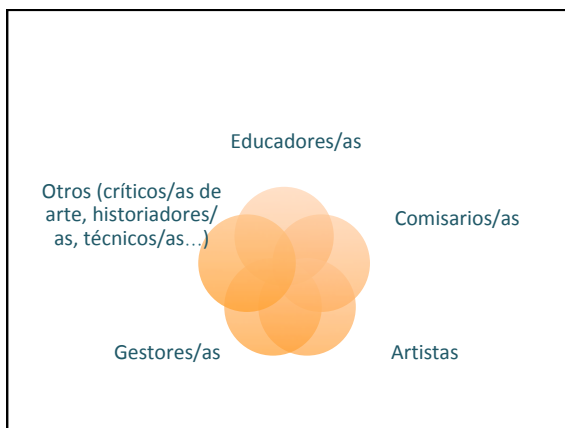 Educadores/as
Otros (críticos/as de
arte, historiadores/
as, técnicos/as...)
Comisarios/as
Gestores/as
Artistas